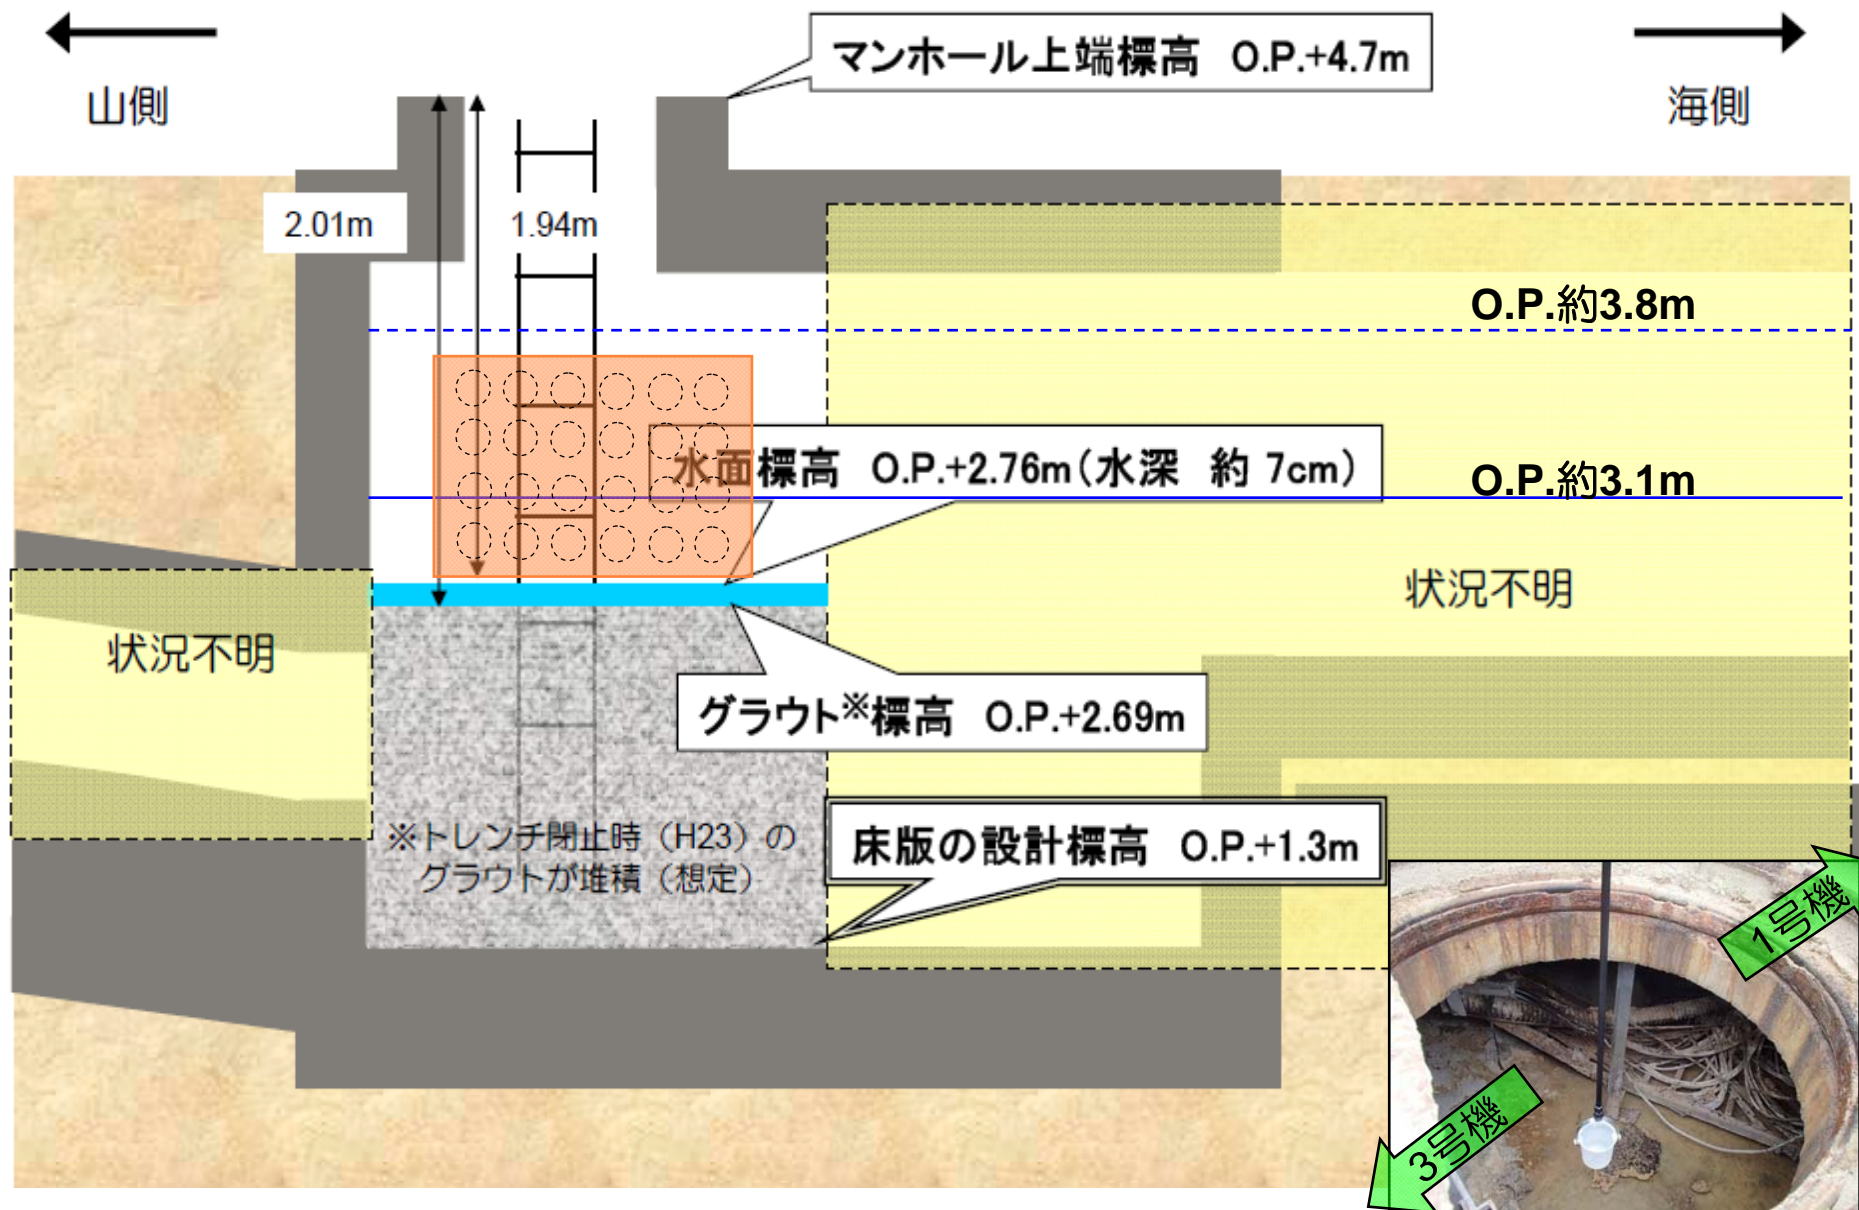 マンホール上端標高 O.P.+4.7m
山側
海側
2.01m
1.94m
O.P.約3.8m
水面標高 O.P.+2.76m(水深 約 7cm)
O.P.約3.1m
状況不明
状況不明
グラウト※標高 O.P.+2.69m
※トレンチ閉止時（H23）の
グラウトが堆積（想定）
床版の設計標高 O.P.+1.3m
1号機
3号機